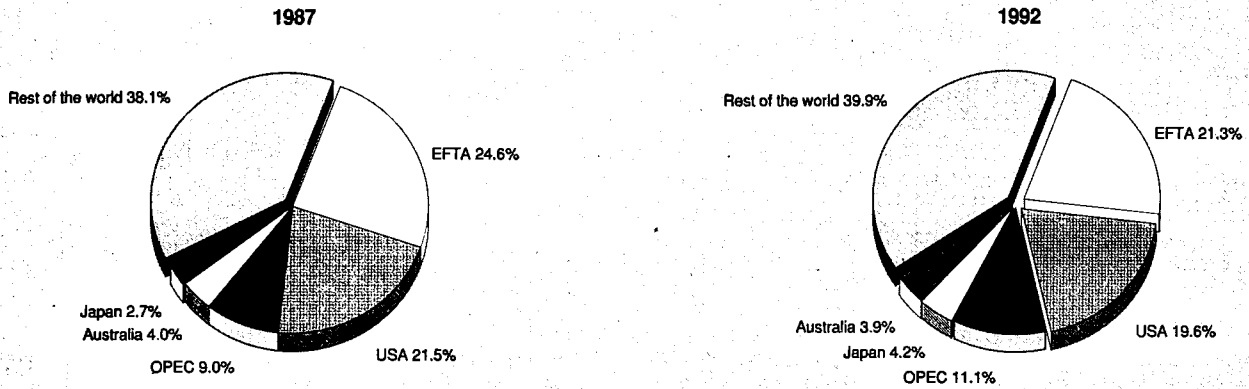 1987
Rest of the world 38.1%
EFTA 24.6%
Japan 2.7%
Australia 4.0%
OPEC 9.0%
USA 21.5%
1992
Rest of the world 39.9%
EFTA 21.3%
Australia 3.9%
Japan 4.2%
OPEC 11.1%
USA 19.6%